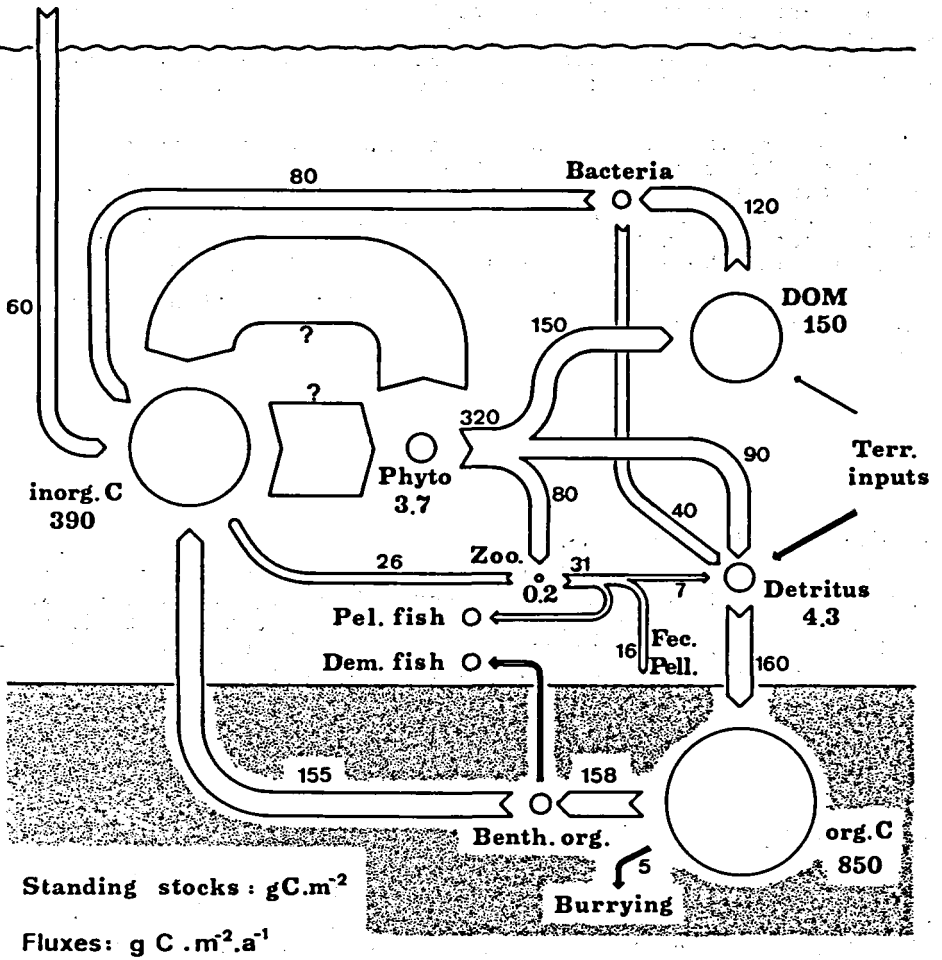 80
Bacteria
120
60
DOM
150
?
150
?
320
Phyto
3.7
90
Terr.
inputs
inorg. C
390
80
40
26
Zoo.
0.2
31
7
Detritus
4.3
Pel. fish
16
Fec.
Pell.
160
Dem. fish
155
158
Benth. org.
org. C
850
5
Burrying
Standing stocks : gC.m⁻²
Fluxes: g C .m⁻².a⁻¹